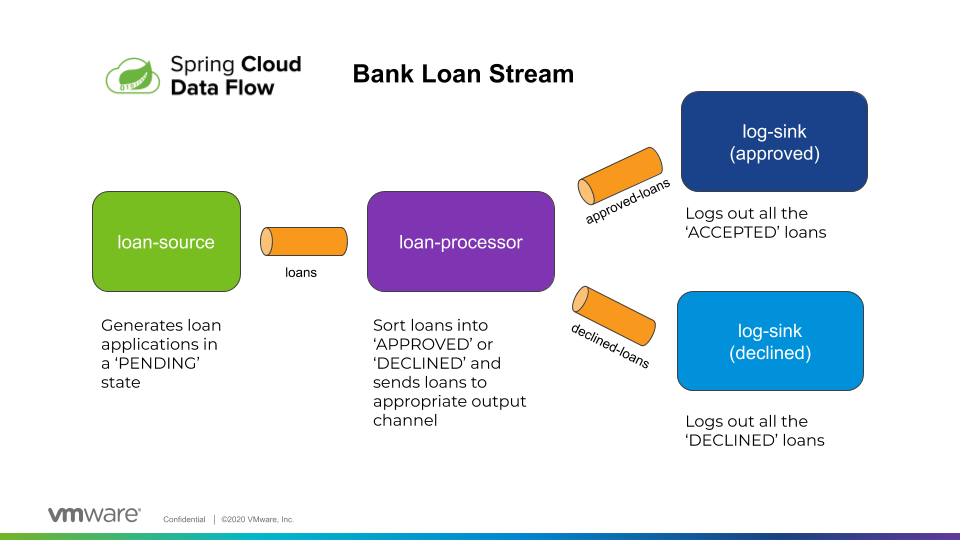 Spring Cloud
Data Flow
Bank Loan Stream
loan-source
loans
loan-processor
approved-loans
declined-loans
log-sink
(approved)
Logs out all the
‘ACCEPTED’ loans
log-sink
(declined)
Logs out all the
‘DECLINED’ loans
Generates loan
applications in
a ‘PENDING’
state
Sort loans into
‘APPROVED’ or
‘DECLINED’ and
sends loans to
appropriate output
channel
vmware®
Confidential │ ©2020 VMware, Inc.